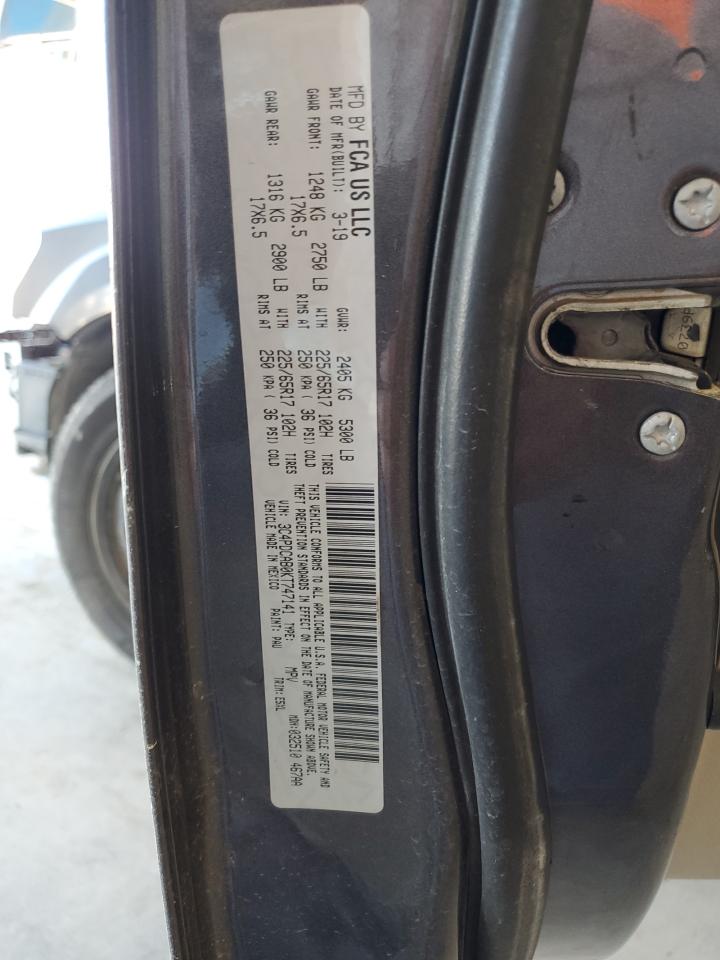 MFD BY FCA US LLC
DATE OF MFR(BUILT): 3-19 GVWR: 2405 KG 5300 LB
GAWR FRONT: 1248 KG 2750 LB WITH 225/65R17 102H TIRES
17X6.5 RIMS AT 250 KPA ( 36 PSI) COLD
GAWR REAR: 1316 KG 2900 LB WITH 225/65R17 102H TIRES
17X6.5 RIMS AT 250 KPA ( 36 PSI) COLD
THIS VEHICLE CONFORMS TO ALL APPLICABLE U.S.A. FEDERAL MOTOR VEHICLE SAFETY AND
THEFT PREVENTION STANDARDS IN EFFECT ON THE DATE OF MANUFACTURE SHOWN ABOVE.
VIN: 3C4PDCAB0KT747141 TYPE: MPV MDH:032510 467AA
VEHICLE MADE IN MEXICO PAINT: PAU TRIM: E5XL